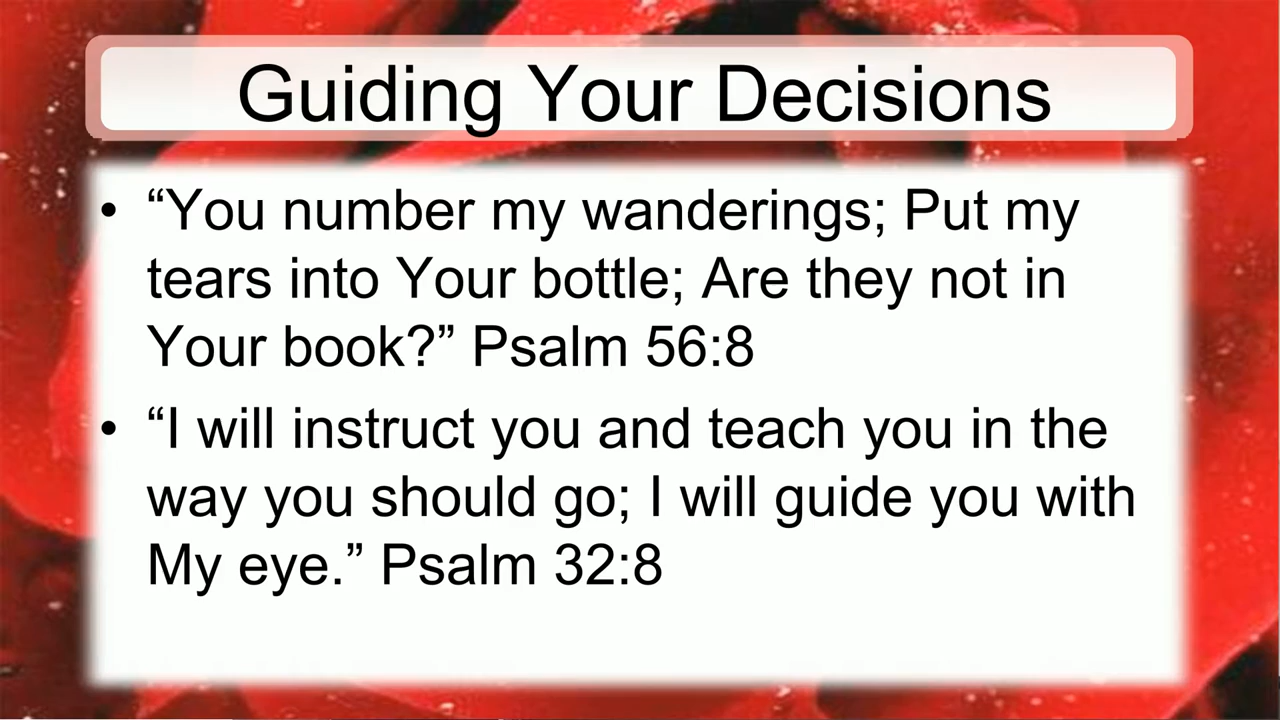 Guiding Your Decisions
• “You number my wanderings; Put my
tears into Your bottle; Are they not in
Your book?” Psalm 56:8
• “I will instruct you and teach you in the
way you should go; I will guide you with
My eye.” Psalm 32:8